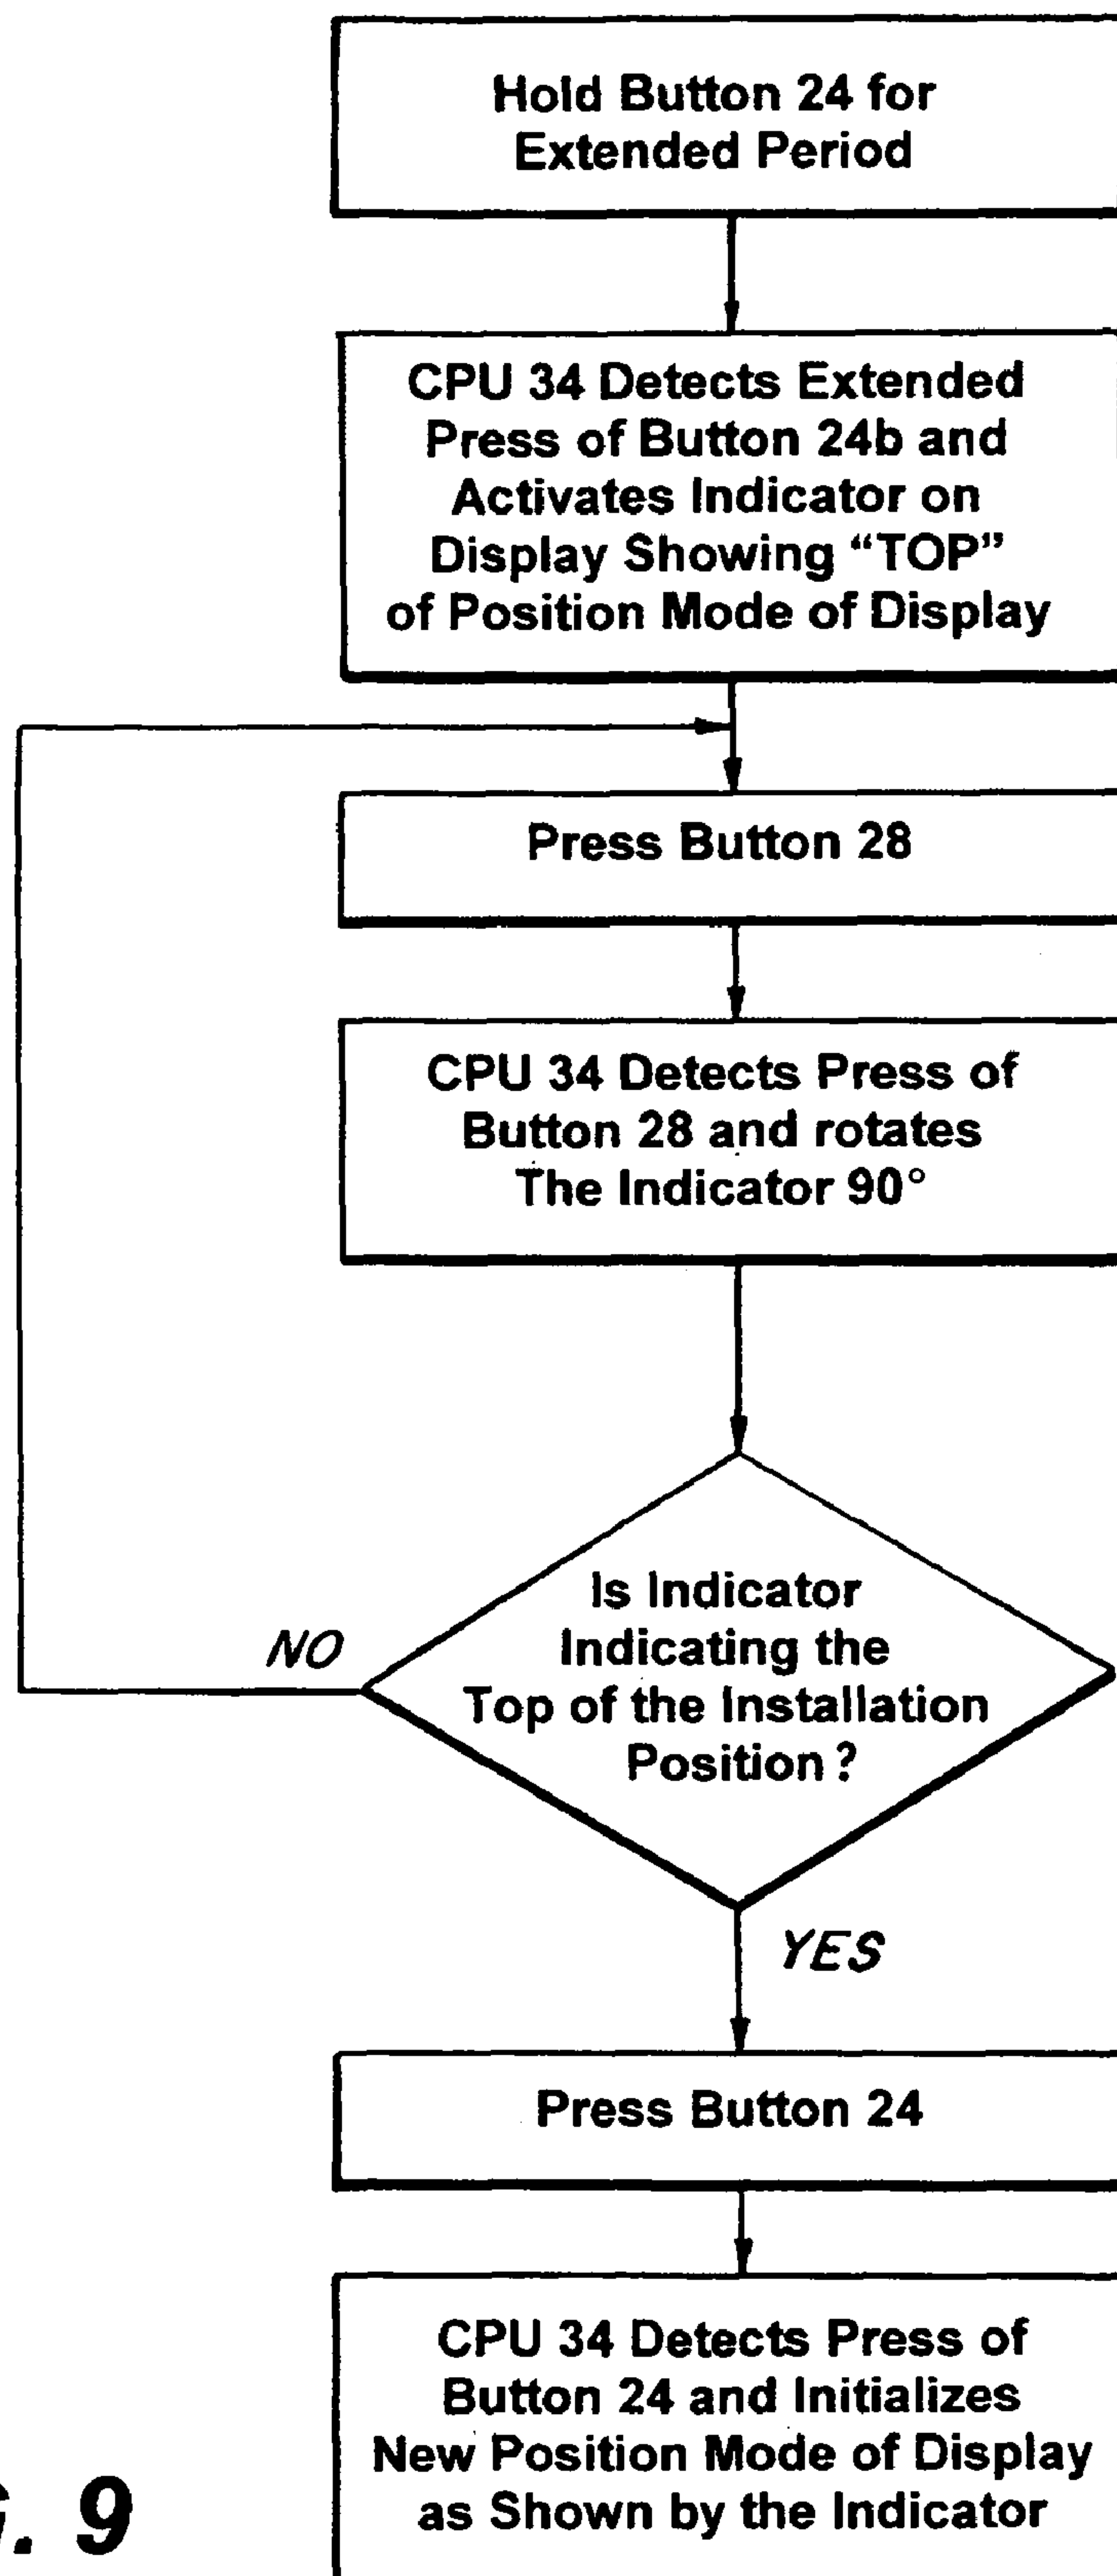 Hold Button 24 for
Extended Period
CPU 34 Detects Extended
Press of Button 24b and
Activates Indicator on
Display Showing “TOP”
of Position Mode of Display
Press Button 28
CPU 34 Detects Press of
Button 28 and rotates
The Indicator 90°
Is Indicator
Indicating the
Top of the Installation
Position?
NO
YES
Press Button 24
CPU 34 Detects Press of
Button 24 and Initializes
New Position Mode of Display
as Shown by the Indicator
G. 9